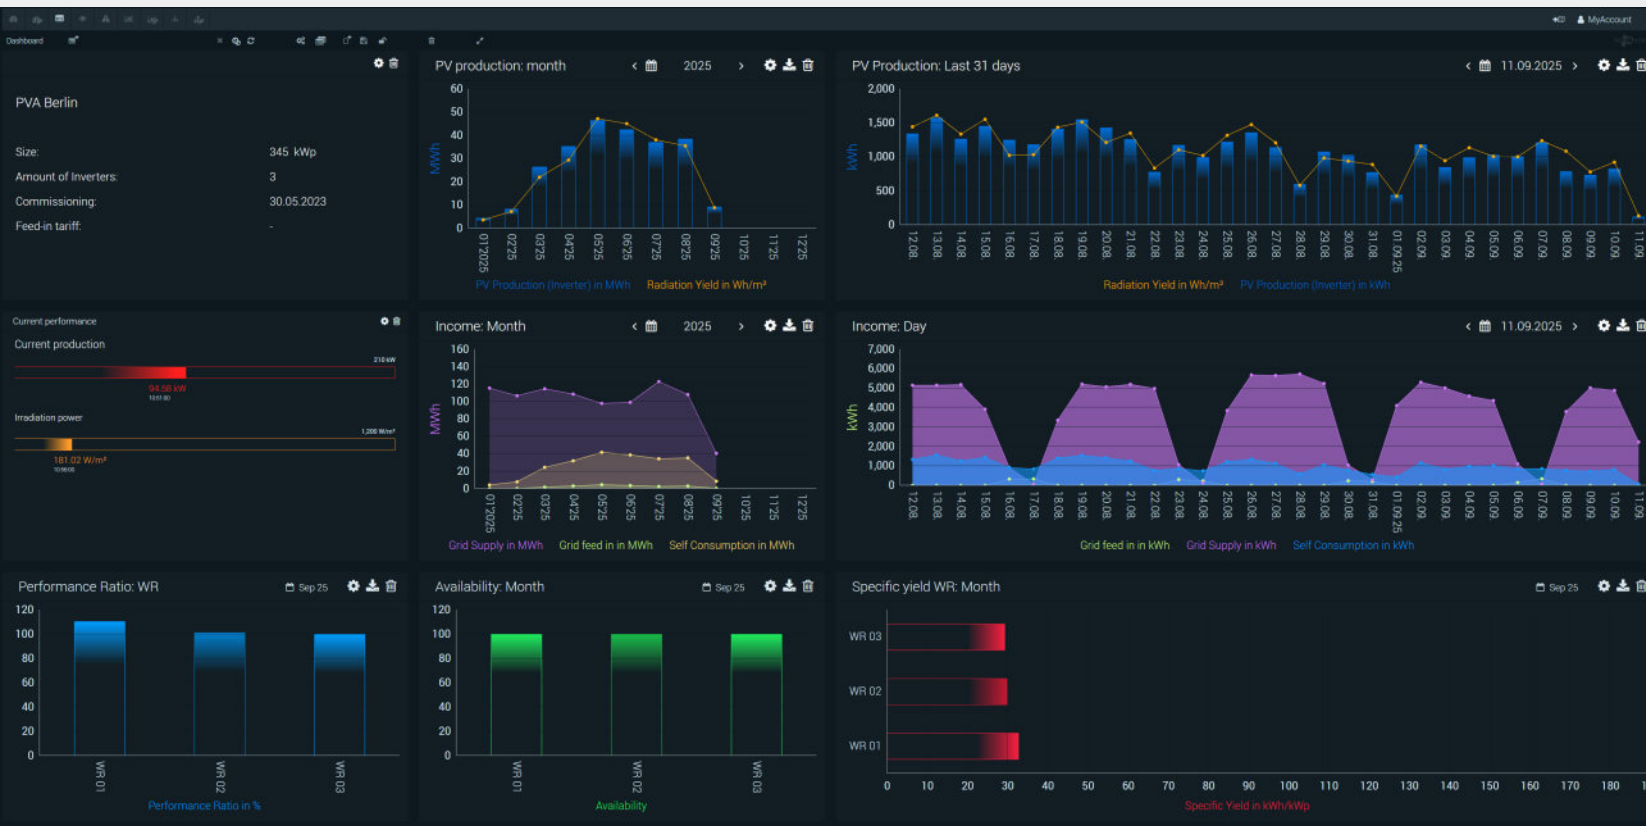 MyAccount
Dashboard
PVA Berlin
Size: 345 kWp
Amount of Inverters: 3
Commissioning: 30.05.2023
Feed-in tariff: -
PV production: month 2025
60
50
40
30
20
10
0
MWh
01'2025 02'25 03'25 04'25 05'25 06'25 07'25 08'25 09'25 10'25 11'25 12'25
PV Production (Inverter) in MWh Radiation Yield in Wh/m²
PV Production: Last 31 days 11.09.2025
2,000
1,500
1,000
500
0
kWh
12.08. 13.08. 14.08. 15.08. 16.08. 17.08. 18.08. 19.08. 20.08. 21.08. 22.08. 23.08. 24.08. 25.08. 26.08. 27.08. 28.08. 29.08. 30.08. 31.08. 01.09.25 02.09. 03.09. 04.09. 05.09. 06.09. 07.09. 08.09. 09.09. 10.09. 11.09.
Radiation Yield in Wh/m² PV Production (Inverter) in kWh
Current performance
Current production
210 kW
94.58 kW
10:51:00
Irradiation power
1,200 W/m²
181.02 W/m²
Income: Month 2025
160
140
120
100
80
60
40
20
0
MWh
01'2025 02'25 03'25 04'25 05'25 06'25 07'25 08'25 09'25 10'25 11'25 12'25
Grid Supply in MWh Grid feed in in MWh Self Consumption in MWh
Income: Day 11.09.2025
7,000
6,000
5,000
4,000
3,000
2,000
1,000
0
kWh
12.08. 13.08. 14.08. 15.08. 16.08. 17.08. 18.08. 19.08. 20.08. 21.08. 22.08. 23.08. 24.08. 25.08. 26.08. 27.08. 28.08. 29.08. 30.08. 31.08. 01.09.25 02.09. 03.09. 04.09. 05.09. 06.09. 07.09. 08.09. 09.09. 10.09. 11.09.
Grid feed in in kWh Grid Supply in kWh Self Consumption in kWh
Performance Ratio: WR Sep 25
120
100
80
60
40
20
0
WR 01 WR 02 WR 03
Performance Ratio in %
Availability: Month Sep 25
120
100
80
60
40
20
0
WR 01 WR 02 WR 03
Availability
Specific yield WR: Month Sep 25
WR 03
WR 02
WR 01
0 10 20 30 40 50 60 70 80 90 100 110 120 130 140 150 160 170 180
Specific Yield in kWh/kWp